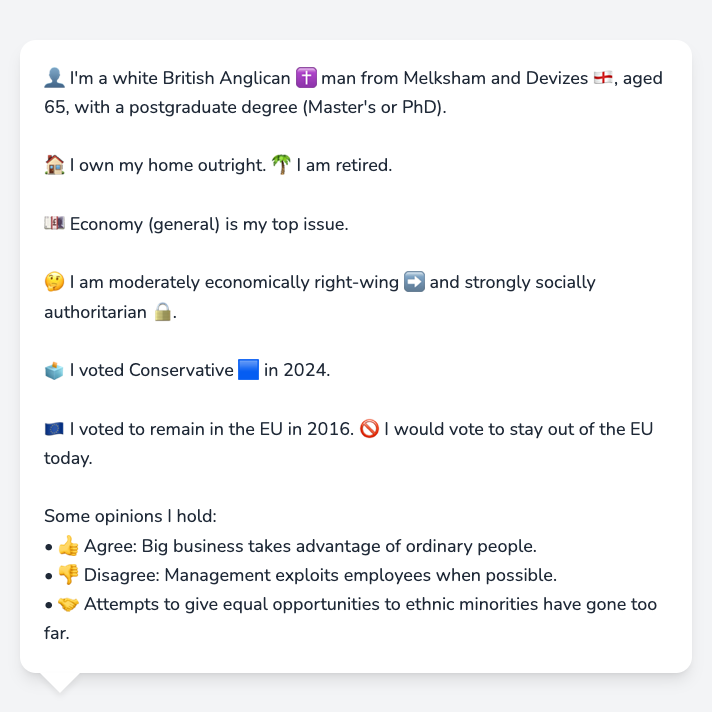 👤 I'm a white British Anglican ✝️ man from Melksham and Devizes 🏴󠁧󠁢󠁥󠁮󠁧󠁿, aged
65, with a postgraduate degree (Master's or PhD).
🏠 I own my home outright. 🌴 I am retired.
💷 Economy (general) is my top issue.
🤔 I am moderately economically right-wing ➡️ and strongly socially
authoritarian 🔒.
🗳️ I voted Conservative 🟦 in 2024.
🇪🇺 I voted to remain in the EU in 2016. 🚫 I would vote to stay out of the EU
today.
Some opinions I hold:
• 👍 Agree: Big business takes advantage of ordinary people.
• 👎 Disagree: Management exploits employees when possible.
• 🤝 Attempts to give equal opportunities to ethnic minorities have gone too
far.